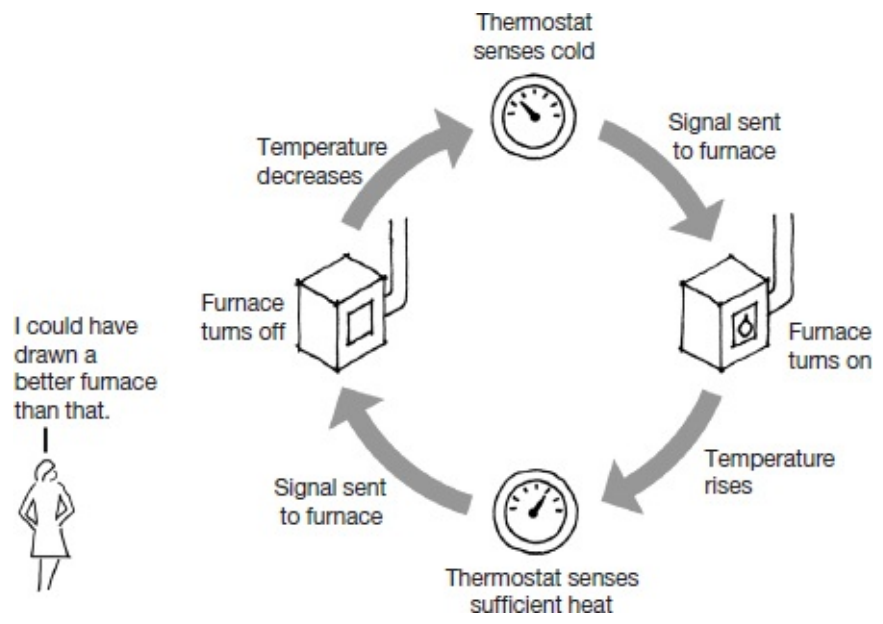 Thermostat
senses cold
Signal sent
to furnace
Temperature
decreases
Furnace
turns off
Furnace
turns on
I could have
drawn a
better furnace
than that.
Temperature
rises
Signal sent
to furnace
Thermostat senses
sufficient heat